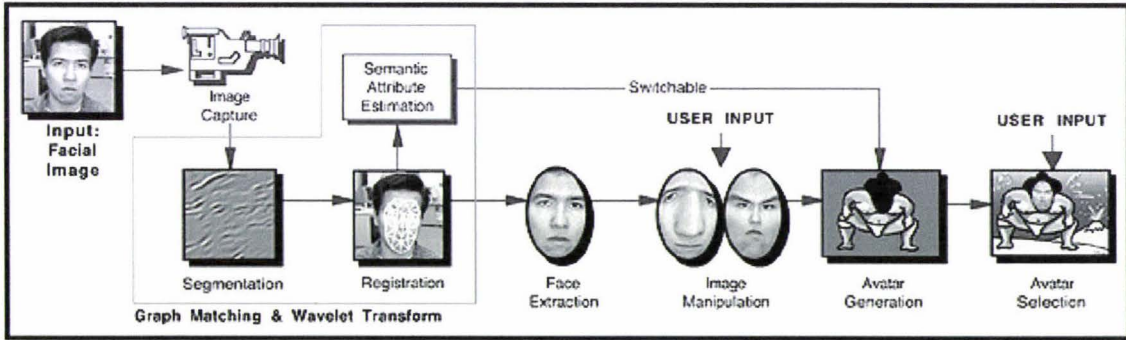 Input:
Facial
Image
Image
Capture
Semantic
Attribute
Estimation
Switchable
USER INPUT
USER INPUT
Segmentation
Registration
Face
Extraction
Image
Manipulation
Avatar
Generation
Avatar
Selection
Graph Matching & Wavelet Transform